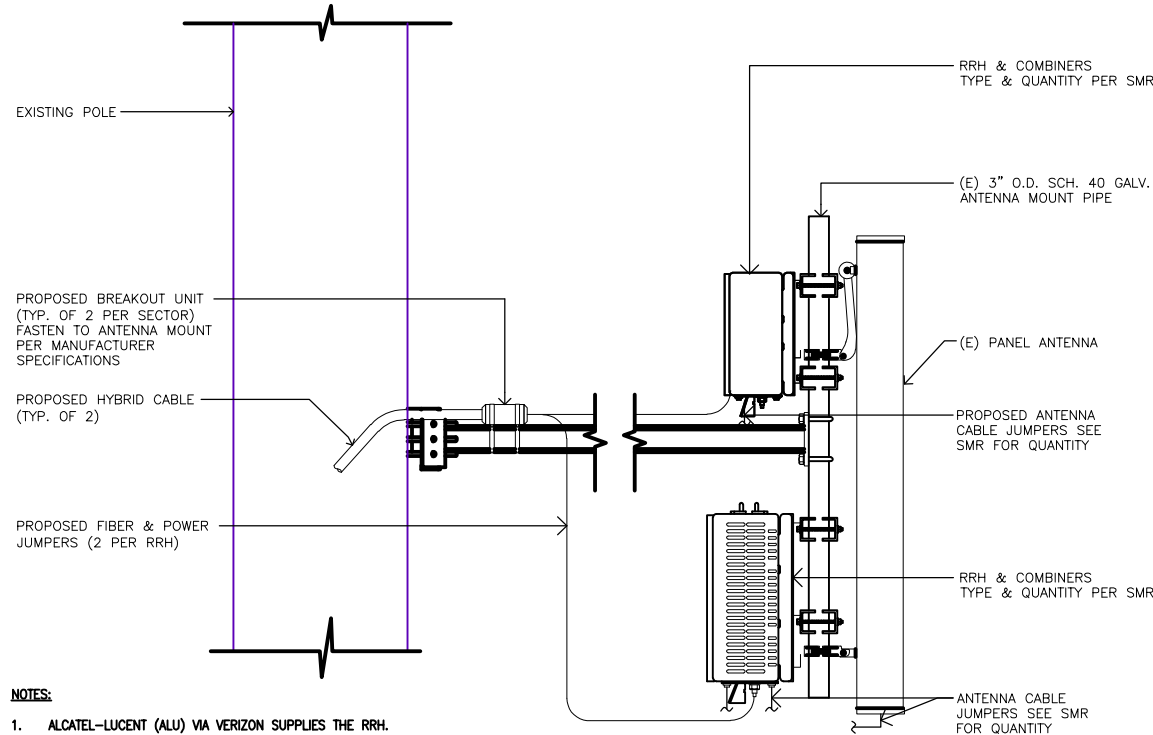 EXISTING POLE
PROPOSED BREAKOUT UNIT
(TYP. OF 2 PER SECTOR)
FASTEN TO ANTENNA MOUNT
PER MANUFACTURER
SPECIFICATIONS
PROPOSED HYBRID CABLE
(TYP. OF 2)
PROPOSED FIBER & POWER
JUMPERS (2 PER RRH)
RRH & COMBINERS
TYPE & QUANTITY PER SMR
(E) 3" O.D. SCH. 40 GALV.
ANTENNA MOUNT PIPE
(E) PANEL ANTENNA
PROPOSED ANTENNA
CABLE JUMPERS SEE
SMR FOR QUANTITY
RRH & COMBINERS
TYPE & QUANTITY PER SMR
ANTENNA CABLE
JUMPERS SEE SMR
FOR QUANTITY
NOTES:
1. ALCATEL-LUCENT (ALU) VIA VERIZON SUPPLIES THE RRH.